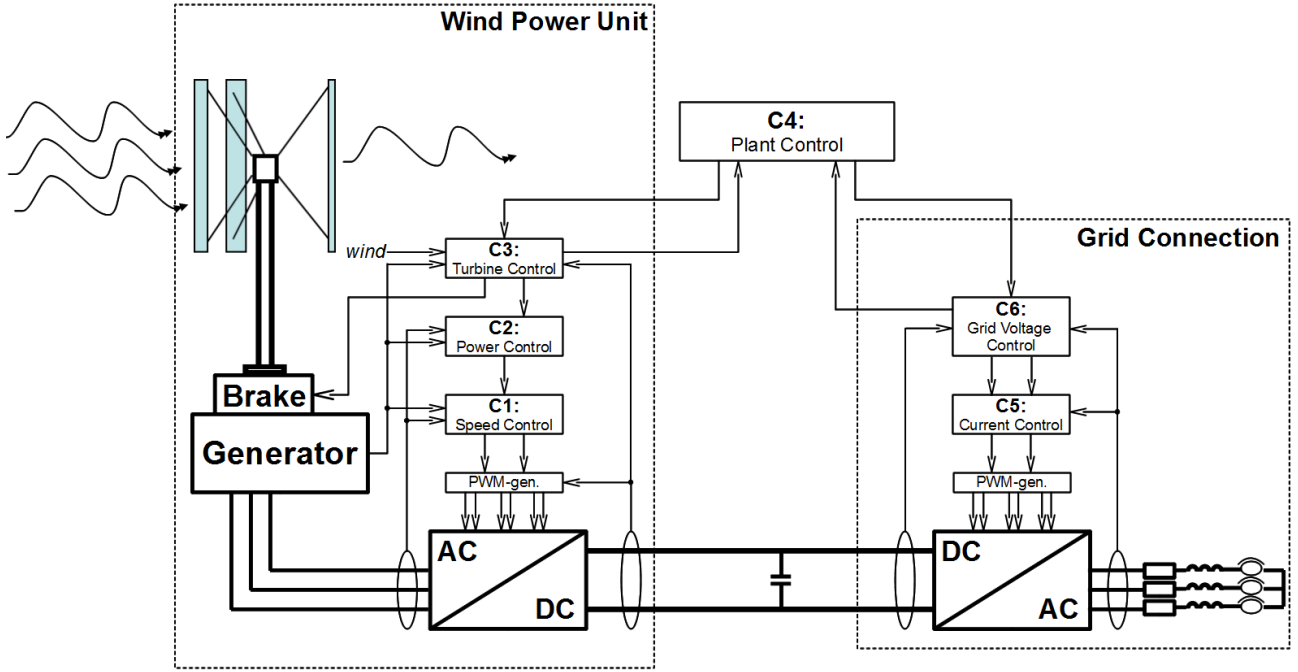 Wind Power Unit
C4:
Plant Control
Grid Connection
wind
C3:
Turbine Control
C6:
Grid Voltage
Control
C2:
Power Control
Brake
C1:
Speed Control
C5:
Current Control
Generator
PWM-gen.
PWM-gen.
AC
DC
DC
AC